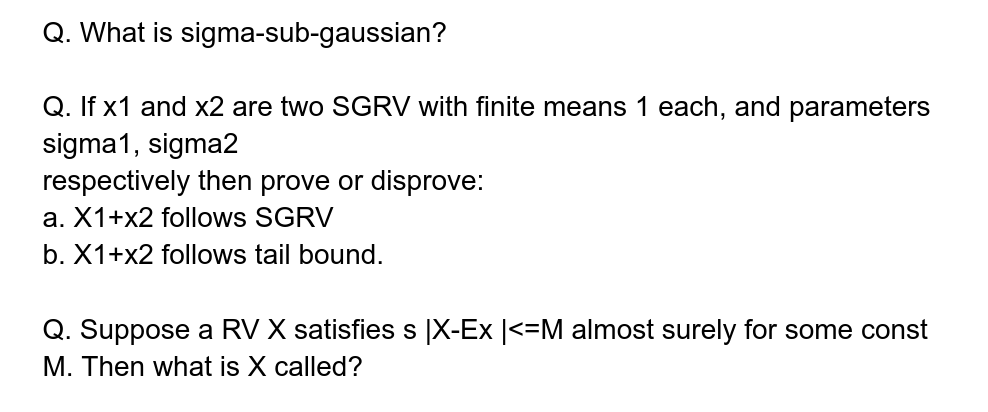 Q. What is sigma-sub-gaussian?
Q. If x1 and x2 are two SGRV with finite means 1 each, and parameters
sigma1, sigma2
respectively then prove or disprove:
a. X1+x2 follows SGRV
b. X1+x2 follows tail bound.
Q. Suppose a RV X satisfies s |X-Ex |<=M almost surely for some const
M. Then what is X called?